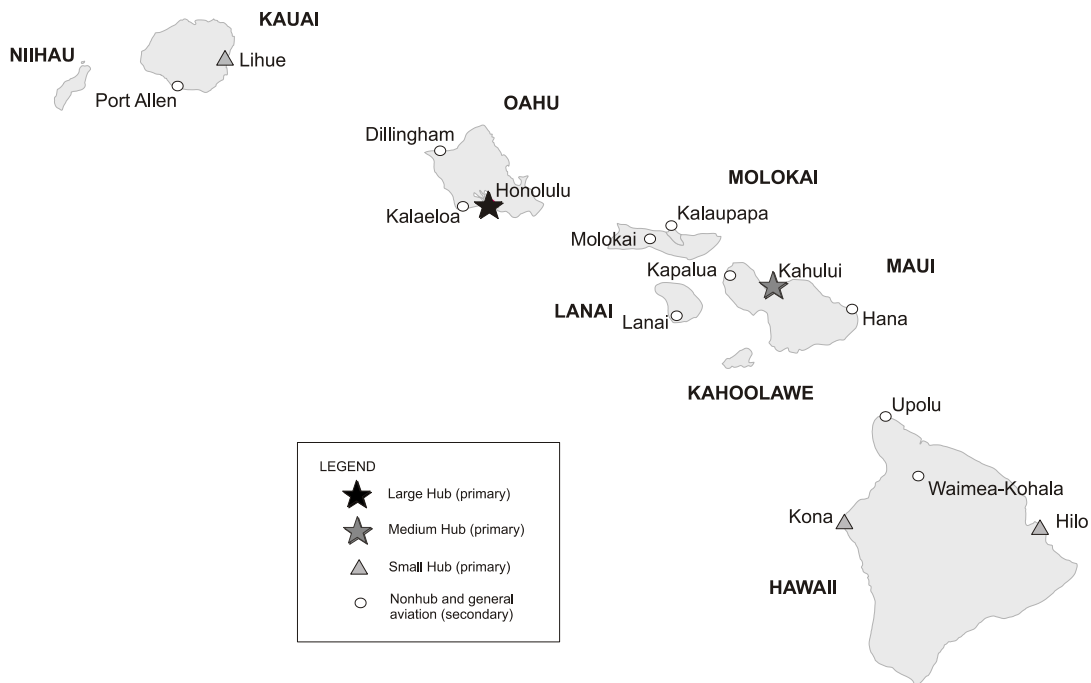 KAUAI
NIIHAU
Lihue
Port Allen
OAHU
Dillingham
Honolulu
Kalaeloa
MOLOKAI
Kalaupapa
Molokai
Kapalua
Kahului
MAUI
LANAI
Lanai
Hana
KAHOOLAWE
Upolu
Waimea-Kohala
Kona
Hilo
HAWAII
LEGEND
Large Hub (primary)
Medium Hub (primary)
Small Hub (primary)
Nonhub and general
aviation (secondary)